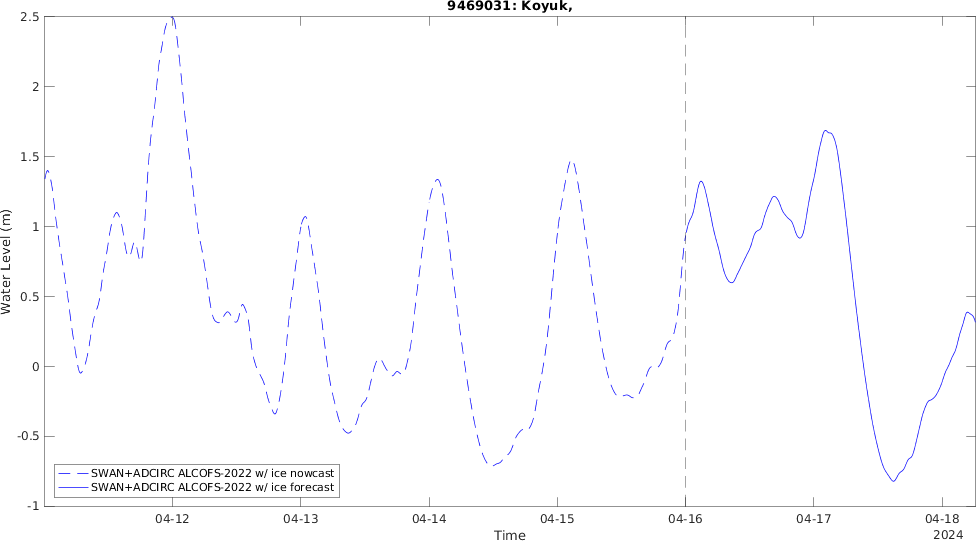 9469031: Koyuk,
Water Level (m)
2.5
2
1.5
1
0.5
0
-0.5
-1
SWAN+ADCIRC ALCOFS-2022 w/ ice nowcast
SWAN+ADCIRC ALCOFS-2022 w/ ice forecast
04-12 04-13 04-14 04-15 04-16 04-17 04-18
Time
2024